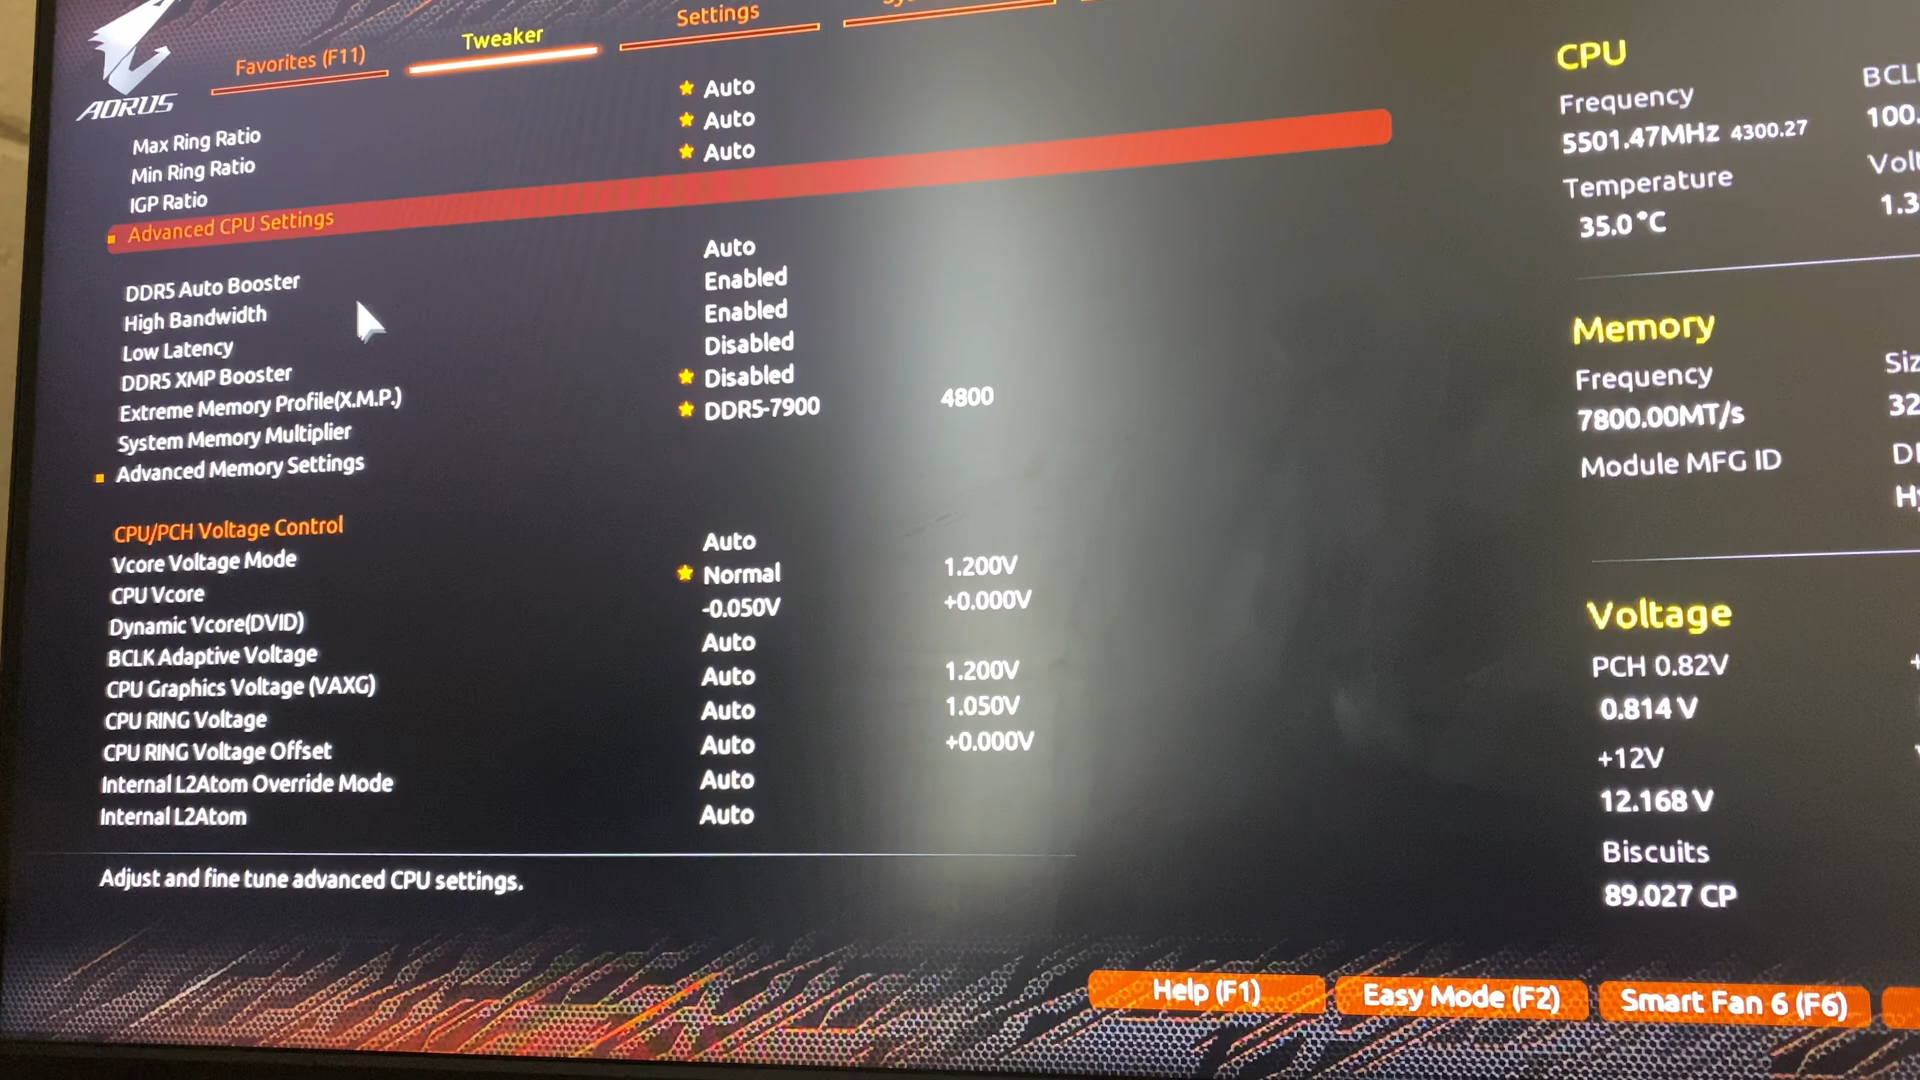 AORUS
Favorites (F11)
Tweaker
Settings
Max Ring Ratio
Auto
Min Ring Ratio
Auto
IGP Ratio
Auto
Advanced CPU Settings
DDR5 Auto Booster
Auto
High Bandwidth
Enabled
Low Latency
Enabled
DDR5 XMP Booster
Disabled
Extreme Memory Profile(X.M.P.)
Disabled
System Memory Multiplier
DDR5-7900
4800
Advanced Memory Settings
CPU/PCH Voltage Control
Vcore Voltage Mode
Auto
CPU Vcore
Normal
1.200V
Dynamic Vcore(DVID)
-0.050V
+0.000V
BCLK Adaptive Voltage
Auto
CPU Graphics Voltage (VAXG)
Auto
1.200V
CPU RING Voltage
Auto
1.050V
CPU RING Voltage Offset
Auto
+0.000V
Internal L2Atom Override Mode
Auto
Internal L2Atom
Auto
Adjust and fine tune advanced CPU settings.
CPU
Frequency
5501.47MHz 4300.27
100.
Temperature
35.0 °C
1.3
Memory
Frequency
7800.00MT/s
32
Module MFG ID
Voltage
PCH 0.82V
0.814 V
+12V
12.168 V
Biscuits
89.027 CP
Help (F1)
Easy Mode (F2)
Smart Fan 6 (F6)